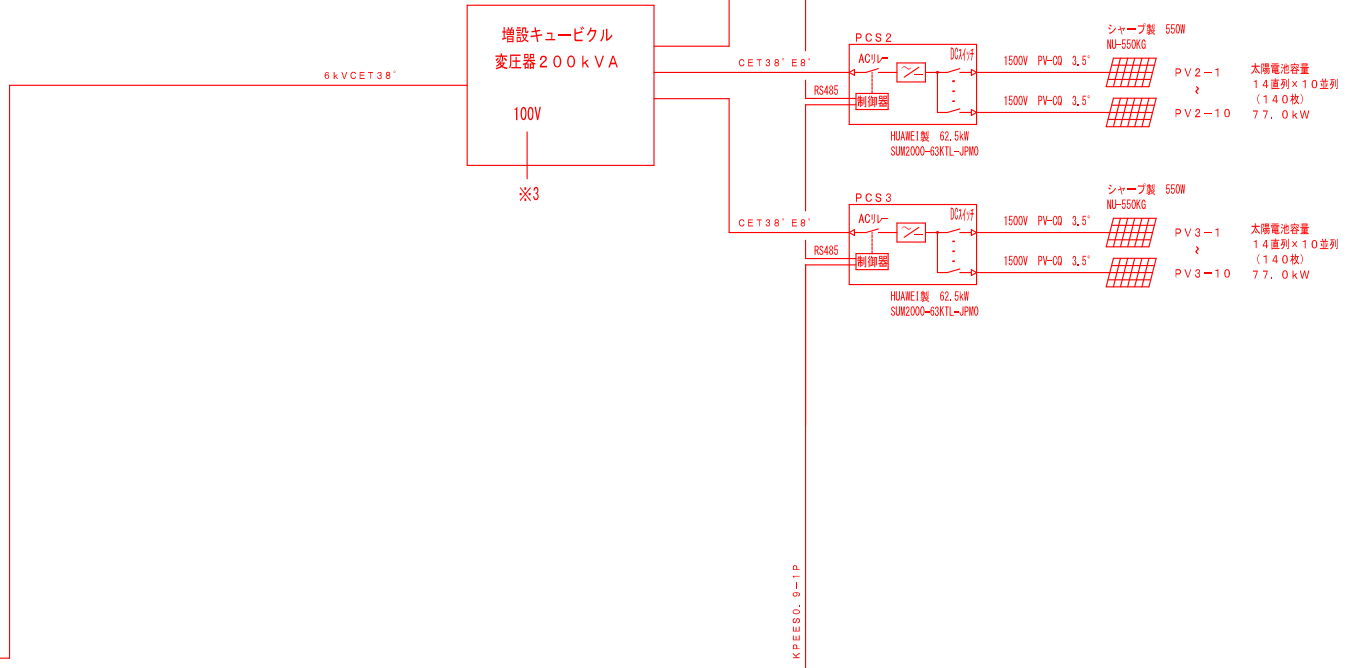 増設キュービクル
変圧器200kVA
100V
※3
6kVCET38°
CET38° E8°
PCS2
ACリレー
DCスイッチ
RS485
制御器
HUAWEI製 62.5kW
SUM2000-63KTL-JPM0
1500V PV-CQ 3.5°
1500V PV-CQ 3.5°
シャープ製 550W
NU-550KG
PV2-1
~
PV2-10
太陽電池容量
14直列×10並列
(140枚)
77.0kW
CET38° E8°
PCS3
ACリレー
DCスイッチ
RS485
制御器
HUAWEI製 62.5kW
SUM2000-63KTL-JPM0
1500V PV-CQ 3.5°
1500V PV-CQ 3.5°
シャープ製 550W
NU-550KG
PV3-1
~
PV3-10
太陽電池容量
14直列×10並列
(140枚)
77.0kW
KPEES0.9-1P